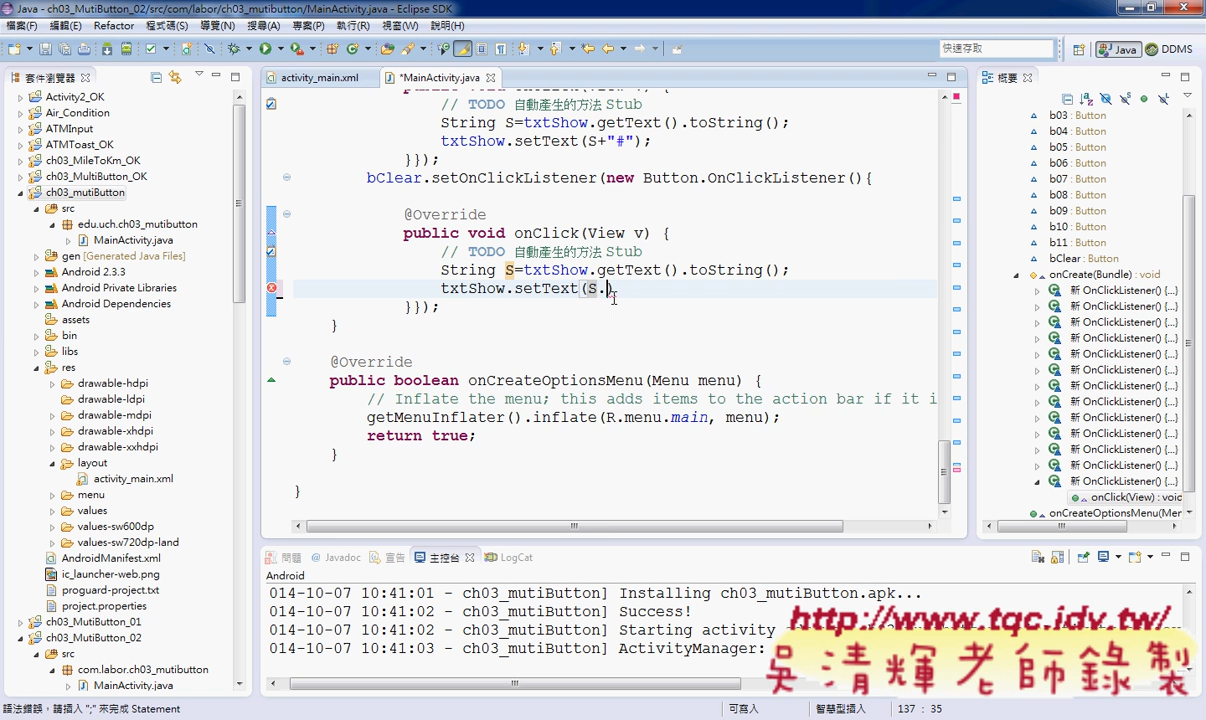 Java - ch03_MutiButton_02/src/com/labor/ch03_mutibutton/MainActivity.java - Eclipse SDK
檔案(F) 編輯(E) Refactor 程式碼(S) 導覽(N) 搜尋(A) 專案(P) 執行(R) 視窗(W) 說明(H)
快速存取 Java DDMS
套件瀏覽器
Activity2_OK
Air_Condition
ATMInput
ATMToast_OK
ch03_MileToKm_OK
ch03_MultiButton_OK
ch03_mutiButton
src
edu.uch.ch03_mutibutton
MainActivity.java
gen [Generated Java Files]
Android 2.3.3
Android Private Libraries
Android Dependencies
assets
bin
libs
res
drawable-hdpi
drawable-ldpi
drawable-mdpi
drawable-xhdpi
drawable-xxhdpi
layout
activity_main.xml
menu
values
values-sw600dp
values-sw720dp-land
AndroidManifest.xml
ic_launcher-web.png
proguard-project.txt
project.properties
ch03_MutiButton_01
ch03_MutiButton_02
src
com.labor.ch03_mutibutton
MainActivity.java
activity_main.xml *MainActivity.java
public void onClick(View v) {
// TODO 自動產生的方法 Stub
String S=txtShow.getText().toString();
txtShow.setText(S+"#");
}});
bClear.setOnClickListener(new Button.OnClickListener(){
@Override
public void onClick(View v) {
// TODO 自動產生的方法 Stub
String S=txtShow.getText().toString();
txtShow.setText(S.)
}});
}
@Override
public boolean onCreateOptionsMenu(Menu menu) {
// Inflate the menu; this adds items to the action bar if it i
getMenuInflater().inflate(R.menu.main, menu);
return true;
}
}
概要
b03 : Button
b04 : Button
b05 : Button
b06 : Button
b07 : Button
b08 : Button
b09 : Button
b10 : Button
b11 : Button
bClear : Button
onCreate(Bundle) : void
新 OnClickListener() {...}
新 OnClickListener() {...}
新 OnClickListener() {...}
新 OnClickListener() {...}
新 OnClickListener() {...}
新 OnClickListener() {...}
新 OnClickListener() {...}
新 OnClickListener() {...}
新 OnClickListener() {...}
新 OnClickListener() {...}
新 OnClickListener() {...}
新 OnClickListener() {...}
新 OnClickListener() {...}
onClick(View) : void
onCreateOptionsMenu(Mer
問題 Javadoc 宣告 主控台 LogCat
Android
014-10-07 10:41:01 - ch03_mutiButton] Installing ch03_mutiButton.apk...
014-10-07 10:41:02 - ch03_mutiButton] Success!
014-10-07 10:41:02 - ch03_mutiButton] Starting activity
014-10-07 10:41:03 - ch03_mutiButton] ActivityManager:
http://www.tqc.idv.tw/
吳清輝老師錄製
語法錯誤，請插入 ";" 來完成 Statement 可寫入 智慧型插入 137 : 35